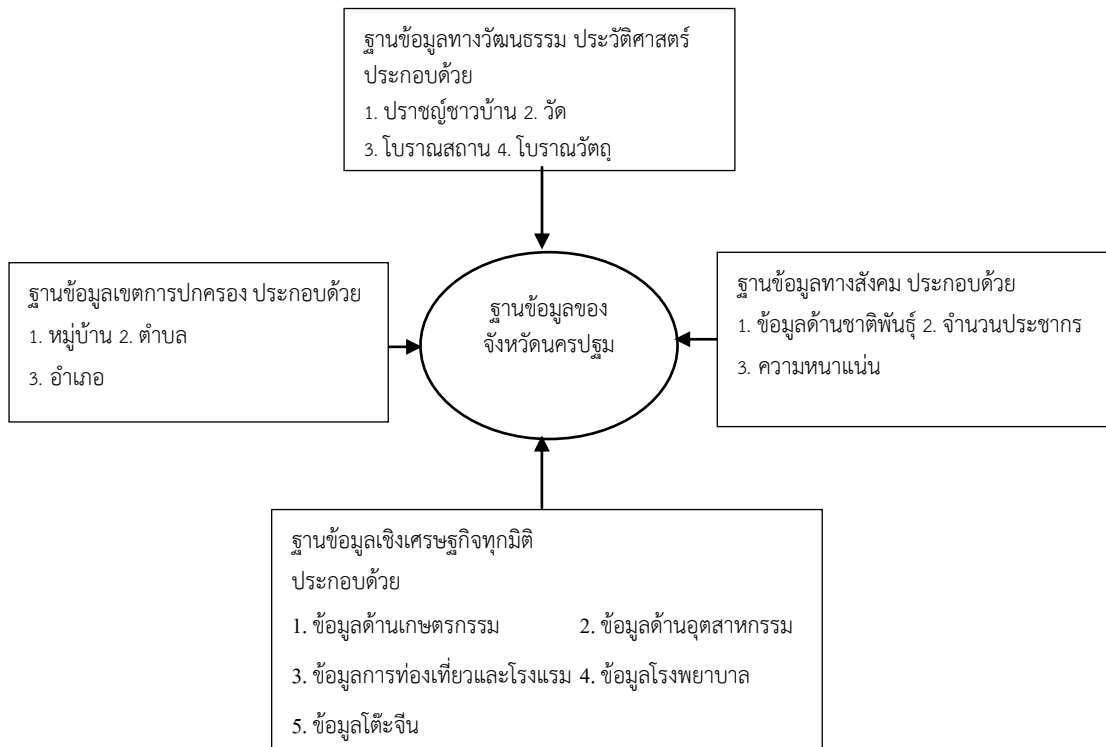 ฐานข้อมูลทางวัฒนธรรม ประวัติศาสตร์
ประกอบด้วย
1. ปราชญ์ชาวบ้าน 2. วัด
3. โบราณสถาน 4. โบราณวัตถุ
ฐานข้อมูลเขตการปกครอง ประกอบด้วย
1. หมู่บ้าน 2. ตำบล
3. อำเภอ
ฐานข้อมูลของ
จังหวัดนครปฐม
ฐานข้อมูลทางสังคม ประกอบด้วย
1. ข้อมูลด้านชาติพันธุ์ 2. จำนวนประชากร
3. ความหนาแน่น
ฐานข้อมูลเชิงเศรษฐกิจทุกมิติ
ประกอบด้วย
1. ข้อมูลด้านเกษตรกรรม 2. ข้อมูลด้านอุตสาหกรรม
3. ข้อมูลการท่องเที่ยวและโรงแรม 4. ข้อมูลโรงพยาบาล
5. ข้อมูลโต๊ะจีน